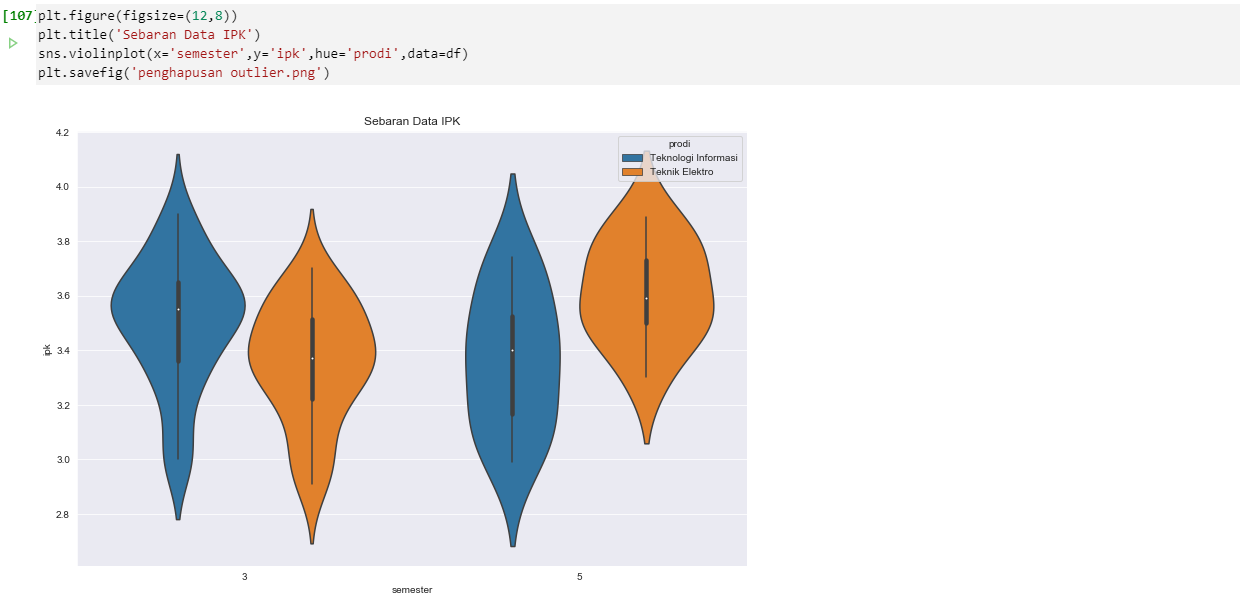 [107]
plt.figure(figsize=(12,8))
plt.title('Sebaran Data IPK')
sns.violinplot(x='semester',y='ipk',hue='prodi',data=df)
plt.savefig('penghapusan outlier.png')
Sebaran Data IPK
prodi
Teknologi Informasi
Teknik Elektro
4.2
4.0
3.8
3.6
3.4
3.2
3.0
2.8
ipk
3 5
semester